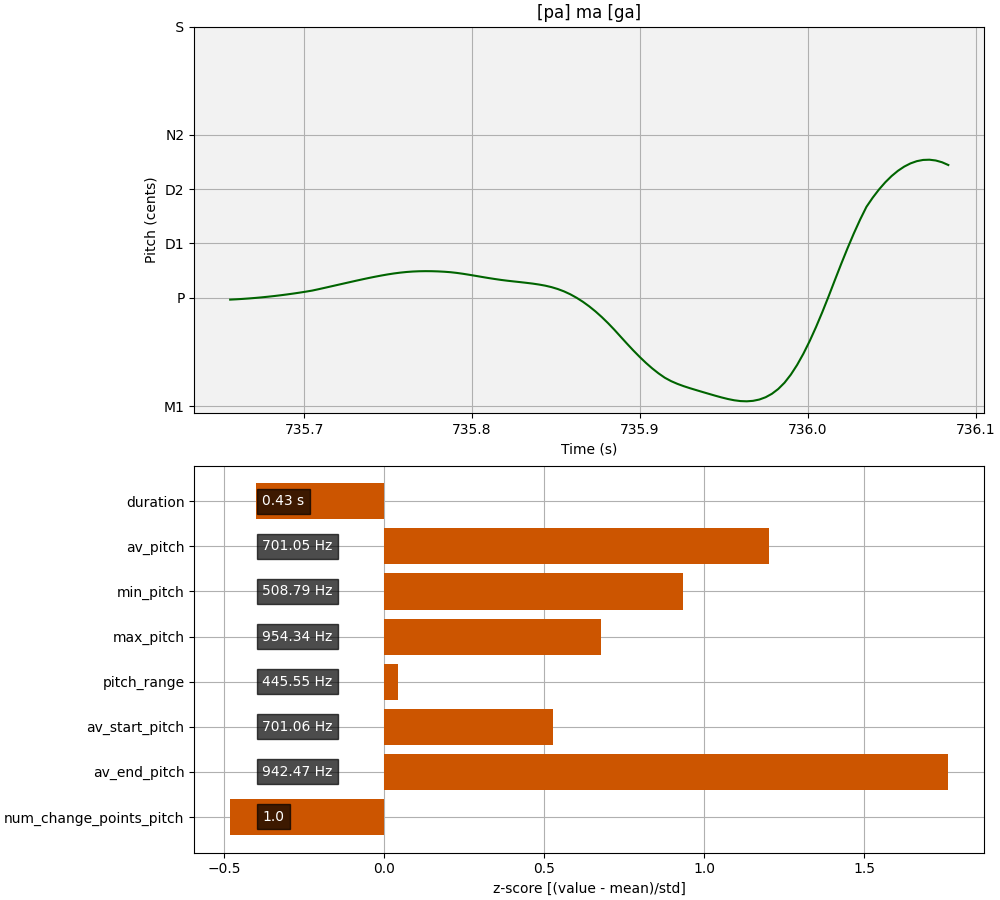 [pa] ma [ga]
S
N2
D2
D1
P
M1
Pitch (cents)
735.7 735.8 735.9 736.0 736.1
Time (s)
duration 0.43 s
av_pitch 701.05 Hz
min_pitch 508.79 Hz
max_pitch 954.34 Hz
pitch_range 445.55 Hz
av_start_pitch 701.06 Hz
av_end_pitch 942.47 Hz
num_change_points_pitch 1.0
−0.5 0.0 0.5 1.0 1.5
z-score [(value - mean)/std]